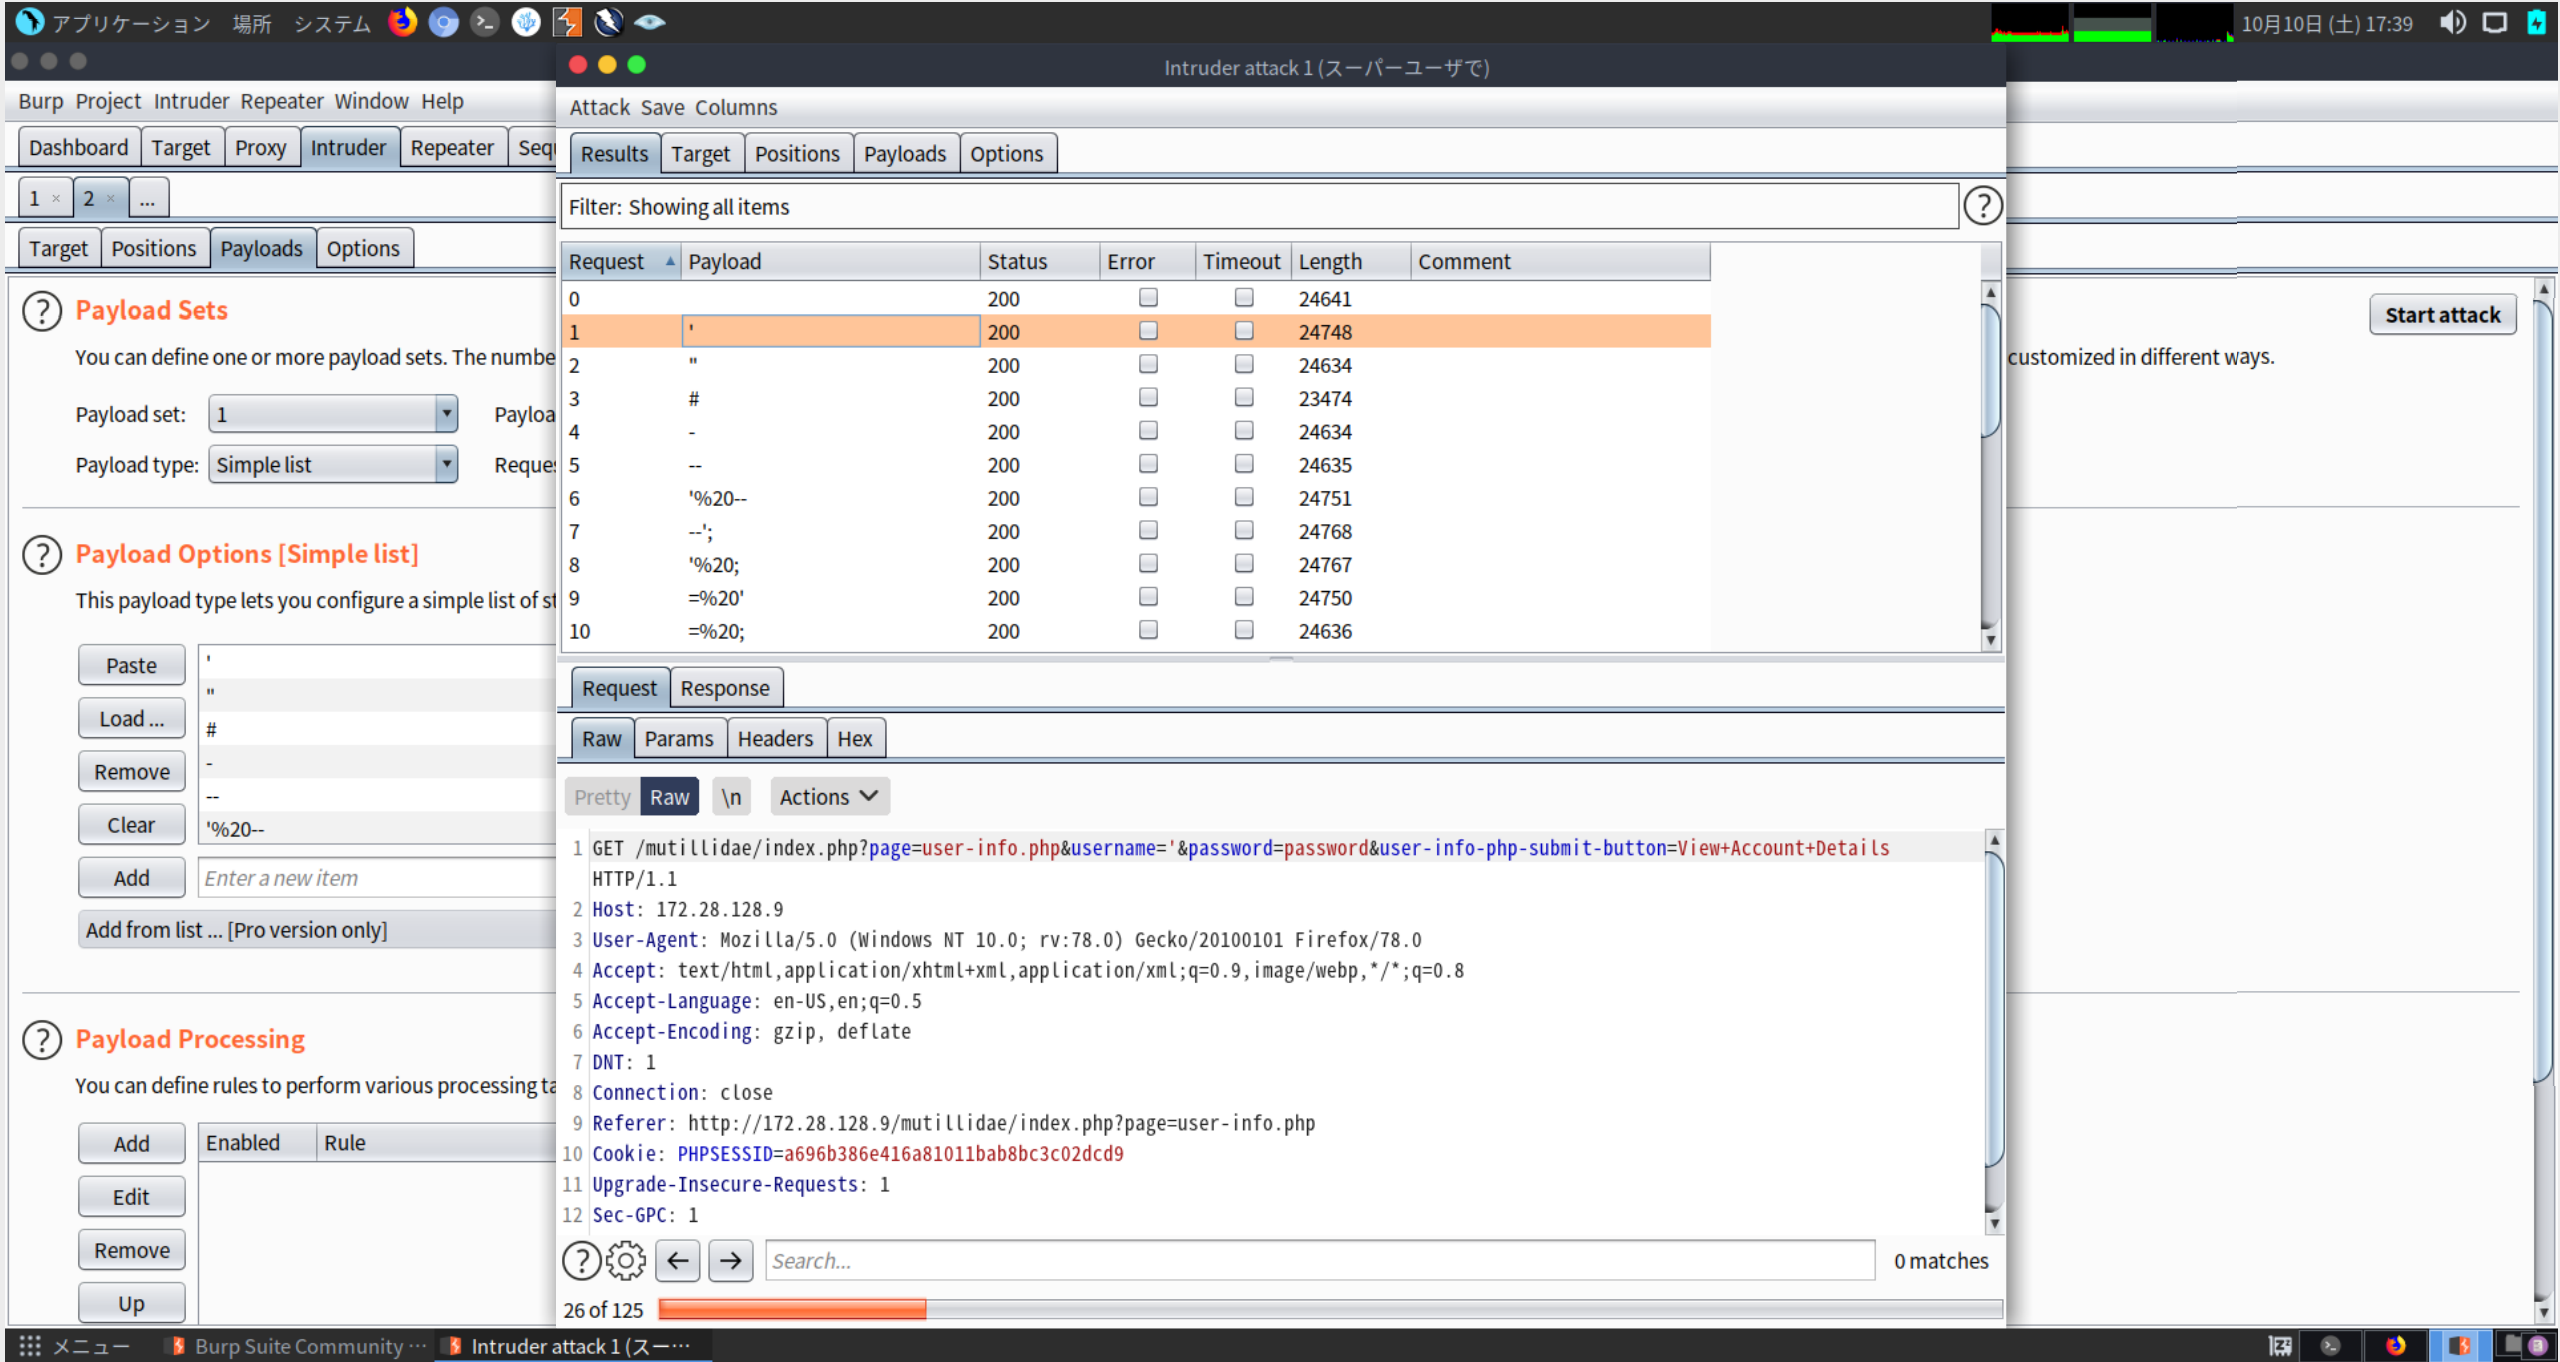 アプリケーション 場所 システム
10月10日 (土) 17:39
Intruder attack 1 (スーパーユーザで)
Burp Project Intruder Repeater Window Help
Dashboard Target Proxy Intruder Repeater Sequ
1 × 2 × ...
Target Positions Payloads Options
Payload Sets
You can define one or more payload sets. The numbe
customized in different ways.
Start attack
Payload set: 1 Payloa
Payload type: Simple list Reques
Payload Options [Simple list]
This payload type lets you configure a simple list of st
Paste
Load ...
Remove
Clear
Add
'
"
#
-
--
'%20--
Enter a new item
Add from list ... [Pro version only]
Payload Processing
You can define rules to perform various processing ta
Add
Edit
Remove
Up
Enabled Rule
Attack Save Columns
Results Target Positions Payloads Options
Filter: Showing all items
?
Request Payload Status Error Timeout Length Comment
0 200 24641
1 ' 200 24748
2 " 200 24634
3 # 200 23474
4 - 200 24634
5 -- 200 24635
6 '%20-- 200 24751
7 --'; 200 24768
8 '%20; 200 24767
9 =%20' 200 24750
10 =%20; 200 24636
Request Response
Raw Params Headers Hex
Pretty Raw \n Actions
1 GET /mutillidae/index.php?page=user-info.php&username='&password=password&user-info-php-submit-button=View+Account+Details
HTTP/1.1
2 Host: 172.28.128.9
3 User-Agent: Mozilla/5.0 (Windows NT 10.0; rv:78.0) Gecko/20100101 Firefox/78.0
4 Accept: text/html,application/xhtml+xml,application/xml;q=0.9,image/webp,*/*;q=0.8
5 Accept-Language: en-US,en;q=0.5
6 Accept-Encoding: gzip, deflate
7 DNT: 1
8 Connection: close
9 Referer: http://172.28.128.9/mutillidae/index.php?page=user-info.php
10 Cookie: PHPSESSID=a696b386e416a81011bab8bc3c02dcd9
11 Upgrade-Insecure-Requests: 1
12 Sec-GPC: 1
Search...
0 matches
26 of 125
メニュー Burp Suite Community ··· Intruder attack 1 (スー···